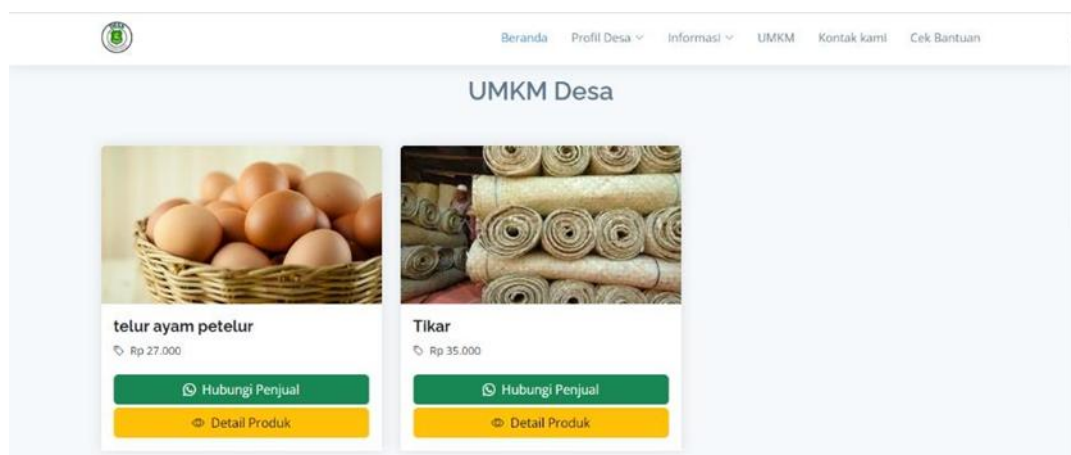 DESA
Beranda Profil Desa Informasi UMKM Kontak kami Cek Bantuan
UMKM Desa
telur ayam petelur
Rp 27.000
Hubungi Penjual
Detail Produk
Tikar
Rp 35.000
Hubungi Penjual
Detail Produk